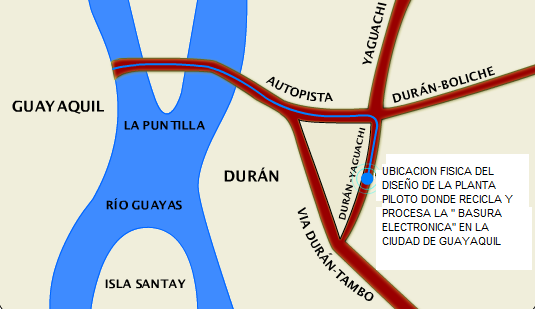 YAGUACHI
AUTOPISTA
DURÁN-BOLICHE
GUAYAQUIL
LA PUNTILLA
DURÁN-YAGUACHI
DURÁN
UBICACION FISICA DEL
DISEÑO DE LA PLANTA
PILOTO DONDE RECICLA Y
PROCESA LA " BASURA
ELECTRONICA" EN LA
CIUDAD DE GUAYAQUIL
RÍO GUAYAS
VIA DURÁN-TAMBO
ISLA SANTAY